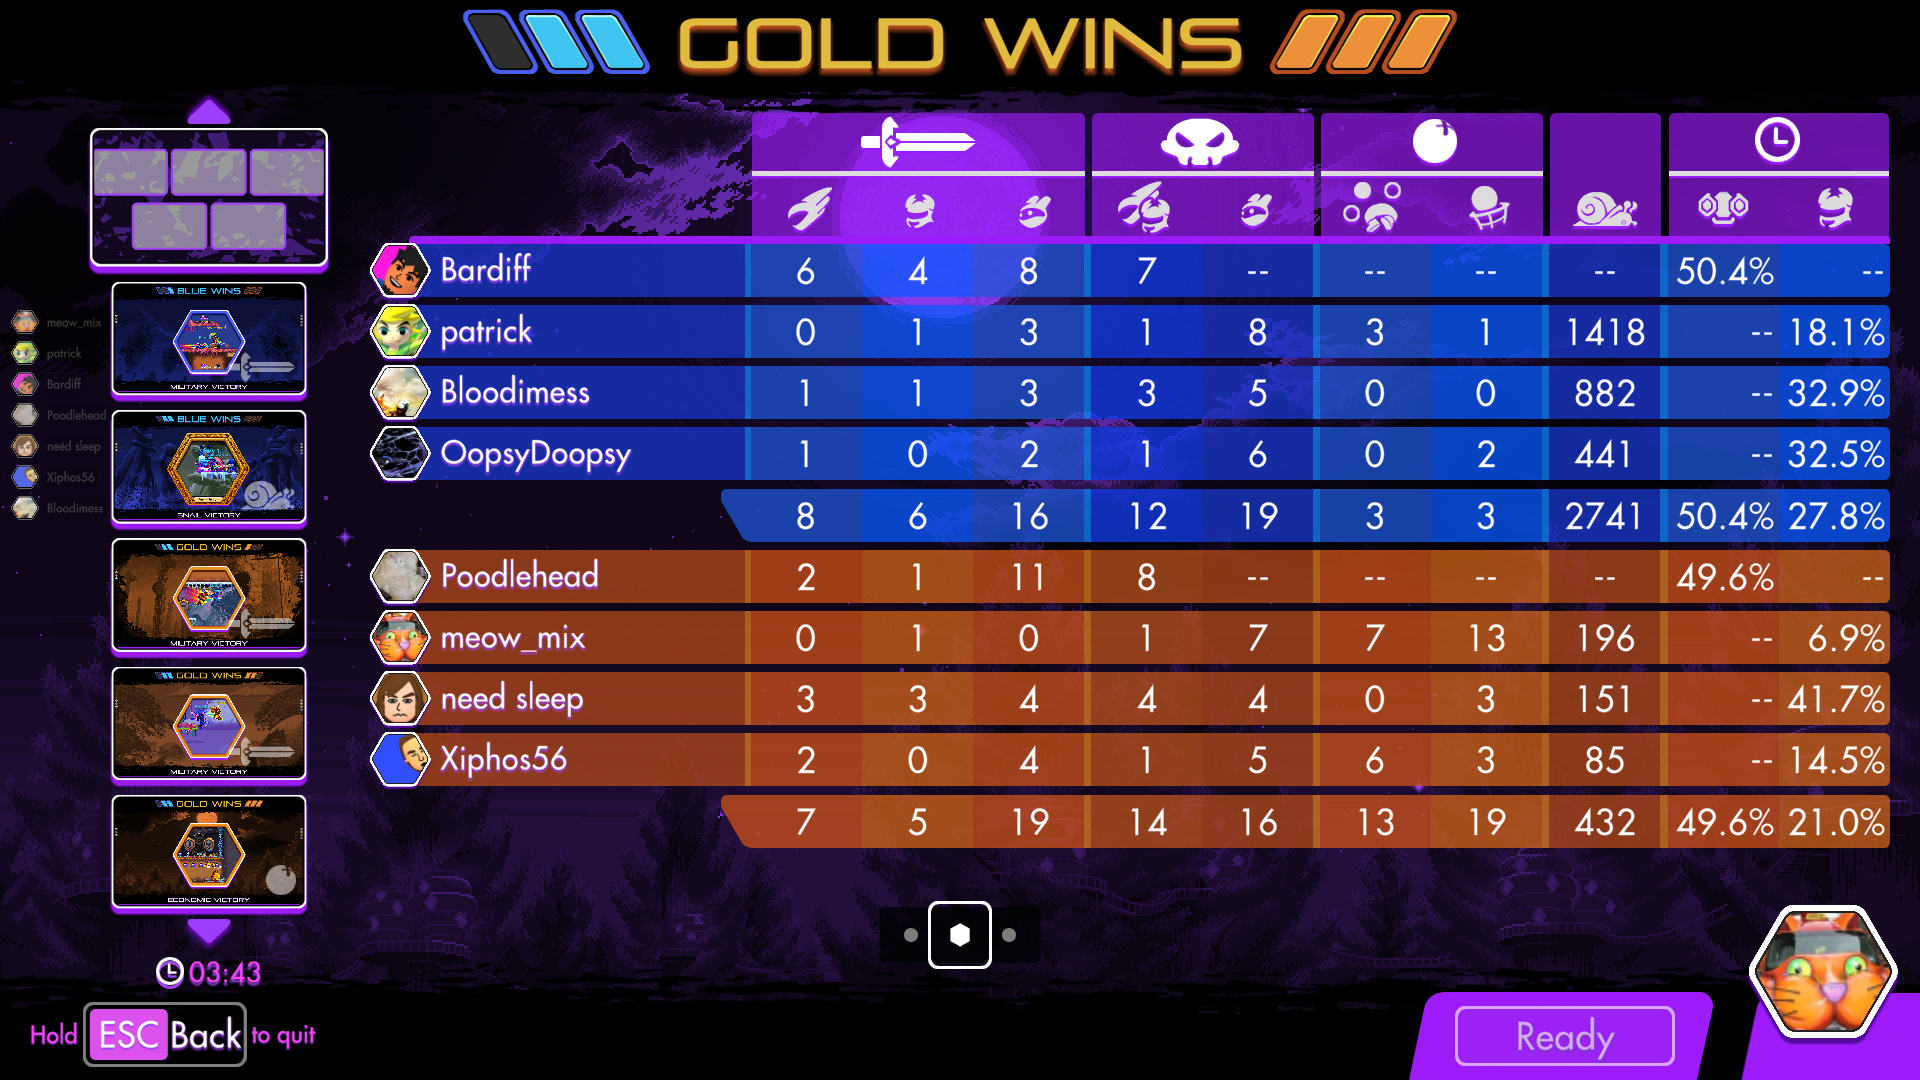 GOLD WINS
BLUE WINS
MILITARY VICTORY
BLUE WINS
SNAIL VICTORY
GOLD WINS
MILITARY VICTORY
GOLD WINS
MILITARY VICTORY
GOLD WINS
ECONOMIC VICTORY
meow_mix
patrick
Bardiff
Poodlehead
need sleep
Xiphos56
Bloodimess
Bardiff 6 4 8 7 -- -- -- -- 50.4% --
patrick 0 1 3 1 8 3 1 1418 -- 18.1%
Bloodimess 1 1 3 3 5 0 0 882 -- 32.9%
OopsyDoopsy 1 0 2 1 6 0 2 441 -- 32.5%
8 6 16 12 19 3 3 2741 50.4% 27.8%
Poodlehead 2 1 11 8 -- -- -- -- 49.6% --
meow_mix 0 1 0 1 7 7 13 196 -- 6.9%
need sleep 3 3 4 4 4 0 3 151 -- 41.7%
Xiphos56 2 0 4 1 5 6 3 85 -- 14.5%
7 5 19 14 16 13 19 432 49.6% 21.0%
03:43
Hold ESC Back to quit
Ready